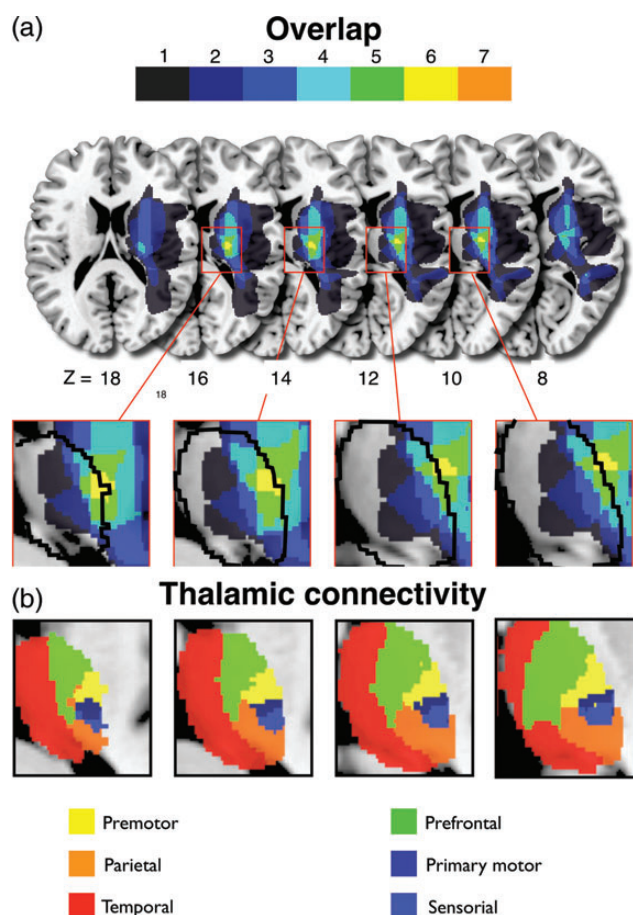 (a)
Overlap
1 2 3 4 5 6 7
Z = 18 16 14 12 10 8
18
(b)
Thalamic connectivity
Premotor Prefrontal
Parietal Primary motor
Temporal Sensorial